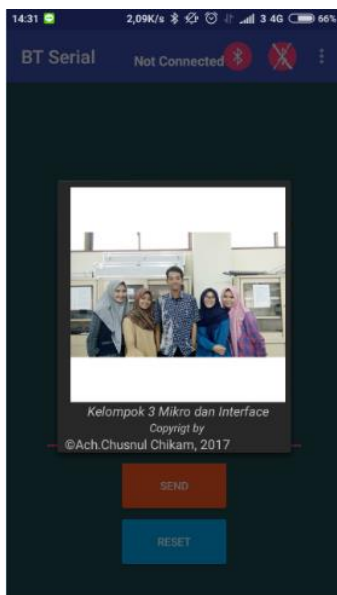 14:31 2,09K/s 3 4G 66%
BT Serial Not Connected
Kelompok 3 Mikro dan Interface
Copyrigt by
©Ach.Chusnul Chikam, 2017
SEND
RESET